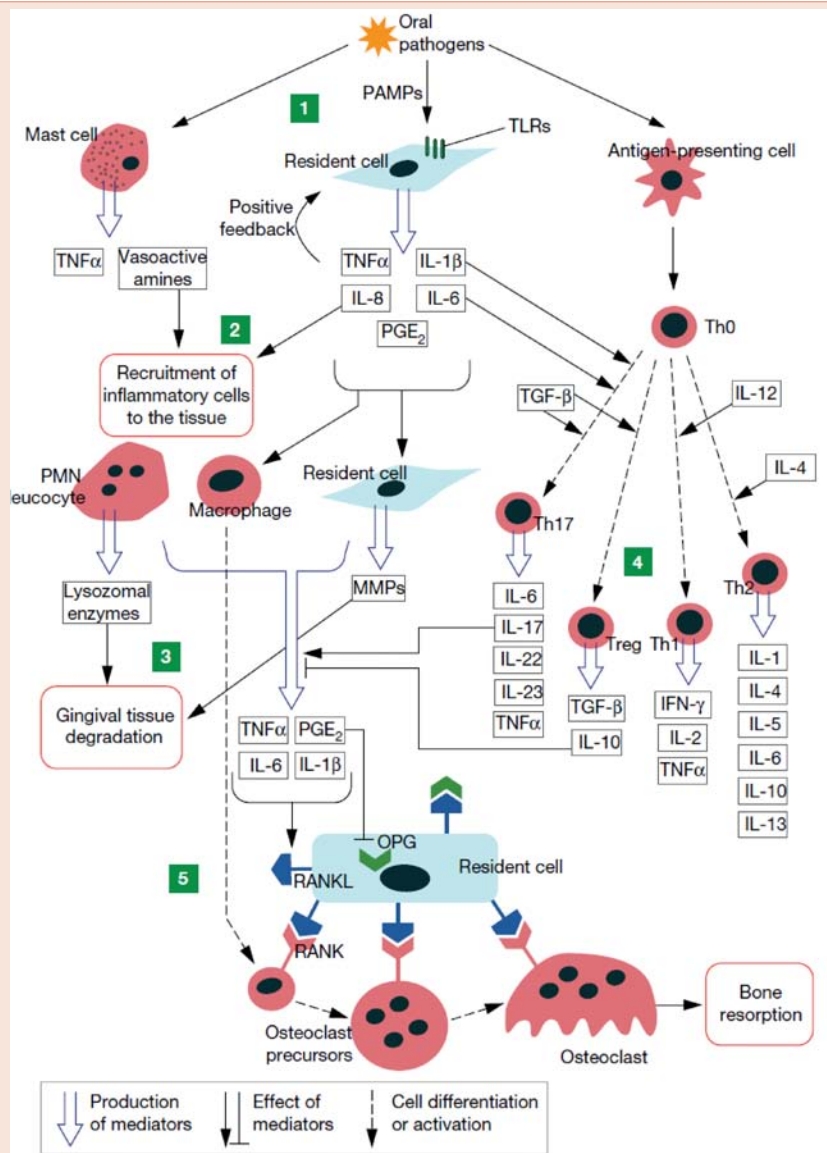 Oral
pathogens
PAMPs
1
Mast cell
TLRs
Resident cell
Antigen-presenting cell
Positive
feedback
TNFα
Vasoactive
amines
TNFα
IL-1β
IL-8
IL-6
PGE2
Th0
2
Recruitment of
inflammatory cells
to the tissue
TGF-β
IL-12
IL-4
PMN
leucocyte
Macrophage
Resident cell
Th17
4
Th2
Lysozomal
enzymes
MMPs
3
Gingival tissue
degradation
IL-6
IL-17
IL-22
IL-23
TNFα
Treg
Th1
TGF-β
IL-10
IFN-γ
IL-2
TNFα
IL-1
IL-4
IL-5
IL-6
IL-10
IL-13
TNFα
PGE2
IL-6
IL-1β
OPG
Resident cell
5
RANKL
RANK
Osteoclast
precursors
Osteoclast
Bone
resorption
Production
of mediators
Effect of
mediators
Cell differentiation
or activation